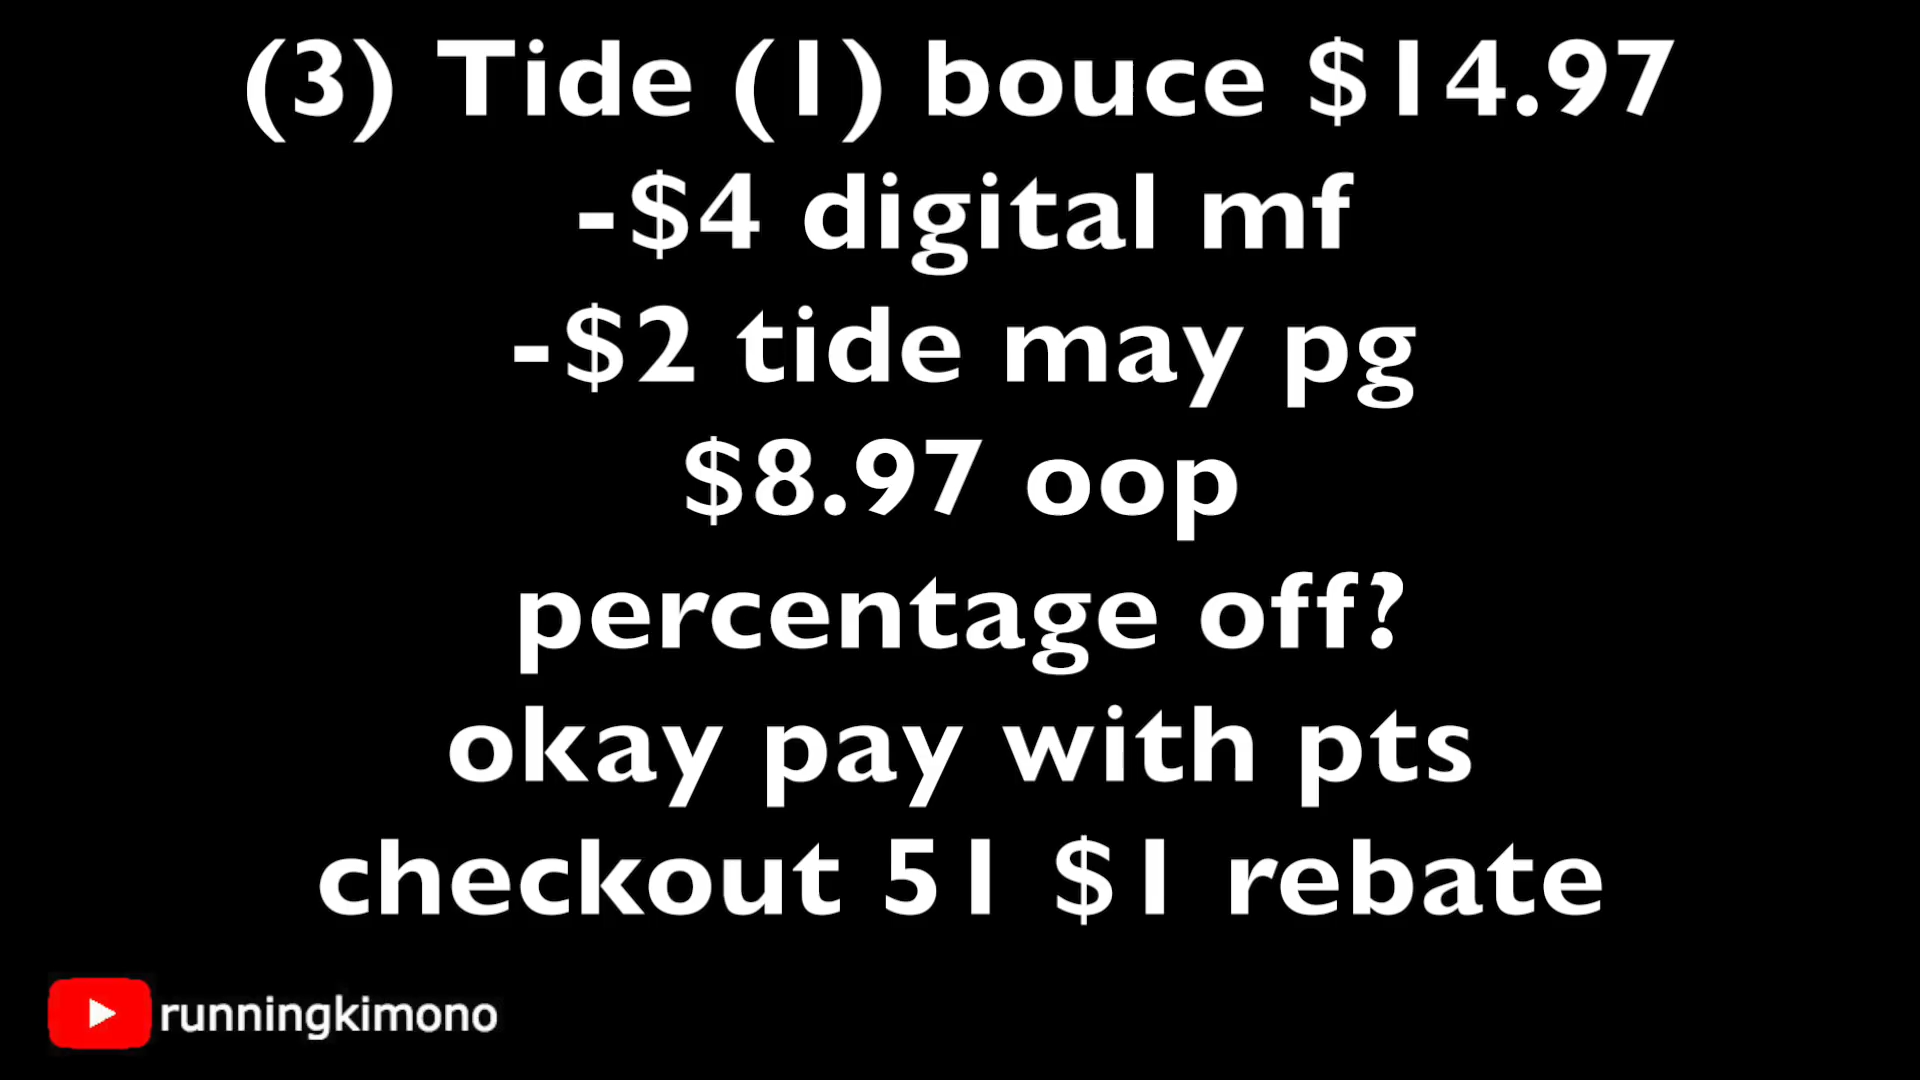 (3) Tide (1) bouce $14.97
-$4 digital mf
-$2 tide may pg
$8.97 oop
percentage off?
okay pay with pts
checkout 51 $1 rebate
runningkimono